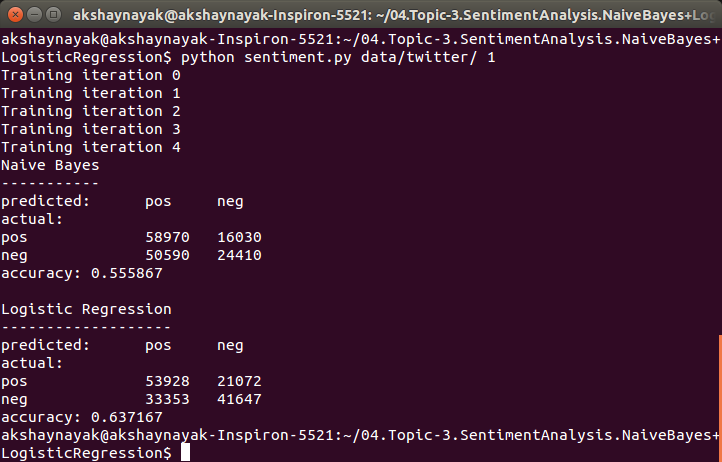 akshaynayak@akshaynayak-Inspiron-5521: ~/04.Topic-3.SentimentAnalysis.NaiveBayes+Log
akshaynayak@akshaynayak-Inspiron-5521:~/04.Topic-3.SentimentAnalysis.NaiveBayes+
LogisticRegression$ python sentiment.py data/twitter/ 1
Training iteration 0
Training iteration 1
Training iteration 2
Training iteration 3
Training iteration 4
Naive Bayes
-----------
predicted:      pos     neg
actual:
pos             58970   16030
neg             50590   24410
accuracy: 0.555867

Logistic Regression
-------------------
predicted:      pos     neg
actual:
pos             53928   21072
neg             33353   41647
accuracy: 0.637167
akshaynayak@akshaynayak-Inspiron-5521:~/04.Topic-3.SentimentAnalysis.NaiveBayes+
LogisticRegression$